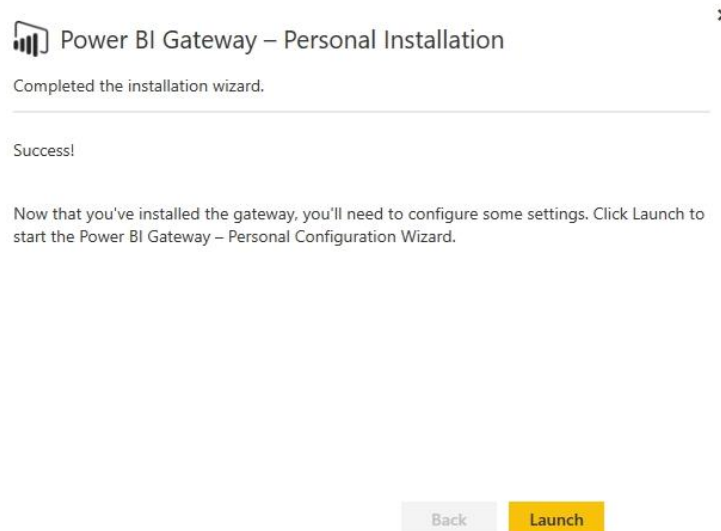 Power BI Gateway – Personal Installation
Completed the installation wizard.
Success!
Now that you've installed the gateway, you'll need to configure some settings. Click Launch to
start the Power BI Gateway – Personal Configuration Wizard.
Back Launch